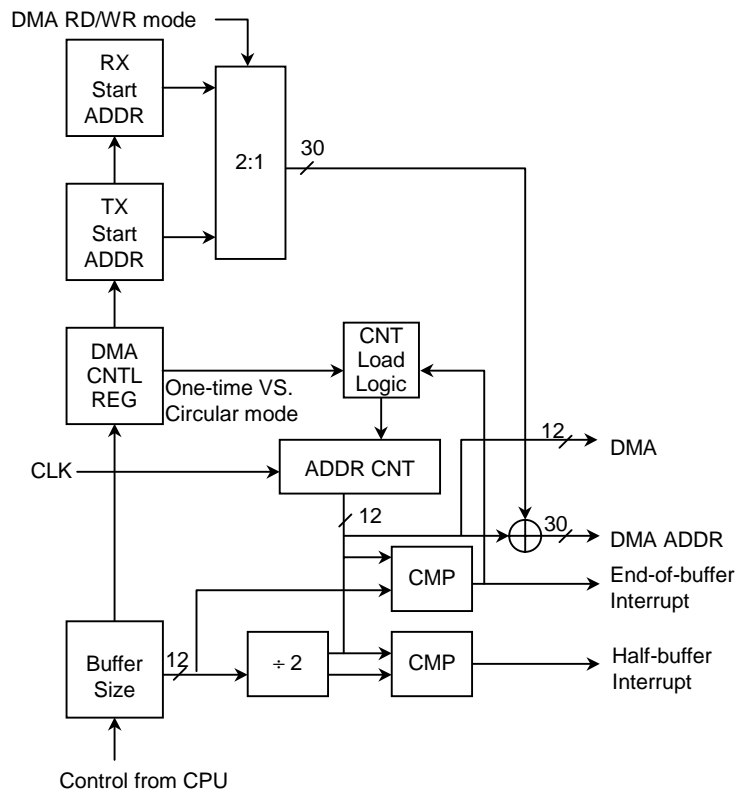 DMA RD/WR mode
RX
Start
ADDR
2:1
30
TX
Start
ADDR
DMA
CNTL
REG
One-time VS.
Circular mode
CNT
Load
Logic
12
DMA
CLK
ADDR CNT
12
30
DMA ADDR
CMP
End-of-buffer
Interrupt
Buffer
Size
12
÷ 2
CMP
Half-buffer
Interrupt
Control from CPU